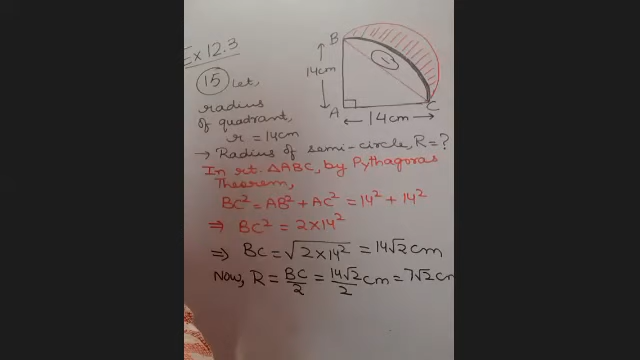 Ex 12.3
15 Let,
radius
of quadrant,
r = 14cm
B
14cm
A
C
14cm
→ Radius of semi-circle, R = ?
In rt. ΔABC, by Pythagoras
Theorem,
BC² = AB² + AC² = 14² + 14²
⇒ BC² = 2×14²
⇒ BC = √2×14² = 14√2 cm
Now, R = BC/2 = 14√2/2 cm = 7√2 cm